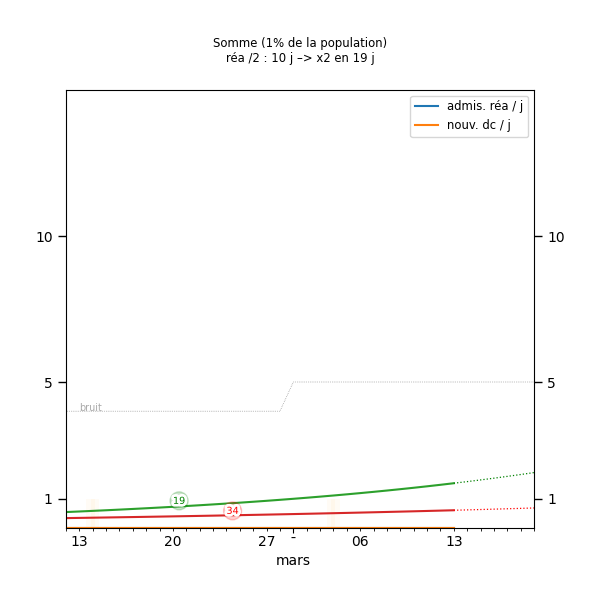 Somme (1% de la population)
réa /2 : 10 j –> x2 en 19 j
admis. réa / j
nouv. dc / j
10 10
5 5
bruit
1 1
19
34
13 20 27 - 06 13
mars